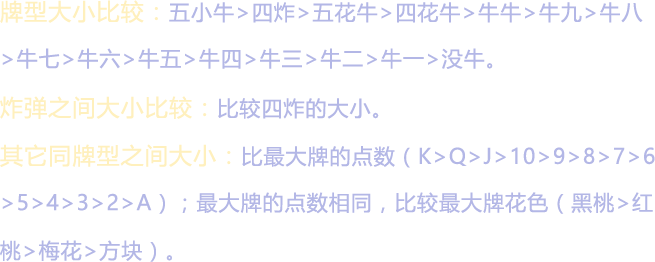 牌型大小比较：五小牛>四炸>五花牛>四花牛>牛牛>牛九>牛八
>牛七>牛六>牛五>牛四>牛三>牛二>牛一>没牛。
炸弹之间大小比较：比较四炸的大小。
其它同牌型之间大小：比最大牌的点数（K>Q>J>10>9>8>7>6
>5>4>3>2>A）；最大牌的点数相同，比较最大牌花色（黑桃>红
桃>梅花>方块）。